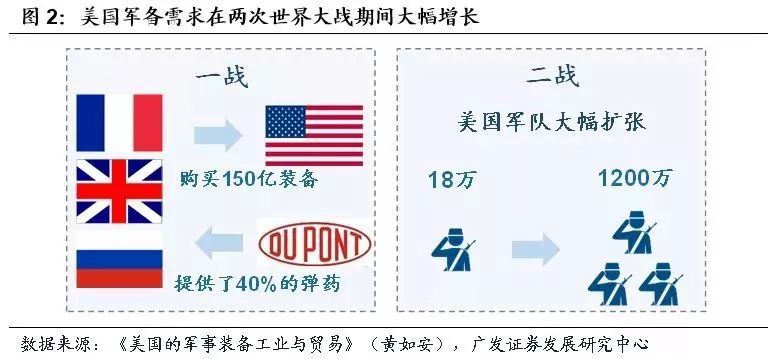 图 2：美国军备需求在两次世界大战期间大幅增长
一战
购买150亿装备
DU PONT
提供了40%的弹药
二战
美国军队大幅扩张
18万
1200万
数据来源：《美国的军事装备工业与贸易》（黄如安），广发证券发展研究中心